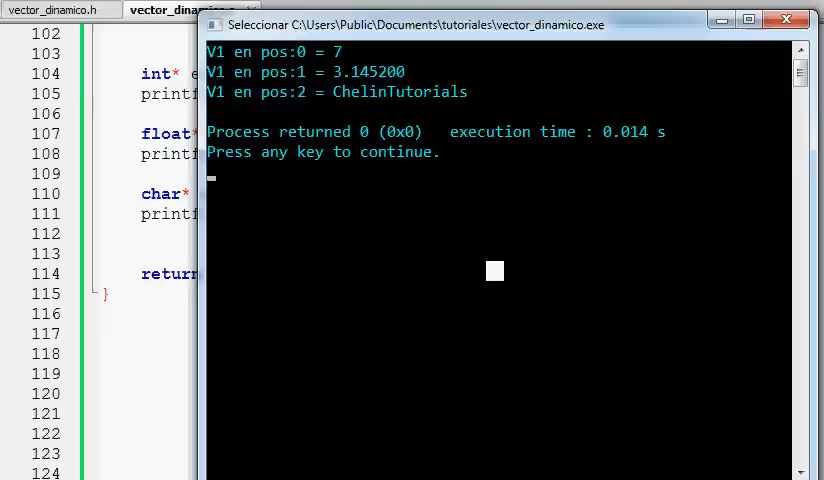 vector_dinamico.h
Seleccionar C:\Users\Public\Documents\tutoriales\vector_dinamico.exe
V1 en pos:0 = 7
V1 en pos:1 = 3.145200
V1 en pos:2 = ChelinTutorials
Process returned 0 (0x0)   execution time : 0.014 s
Press any key to continue.
102
103
104 int*
105 printf
106
107 float*
108 printf
109
110 char*
111 printf
112
113
114 return
115 }
116
117
118
119
120
121
122
123
124